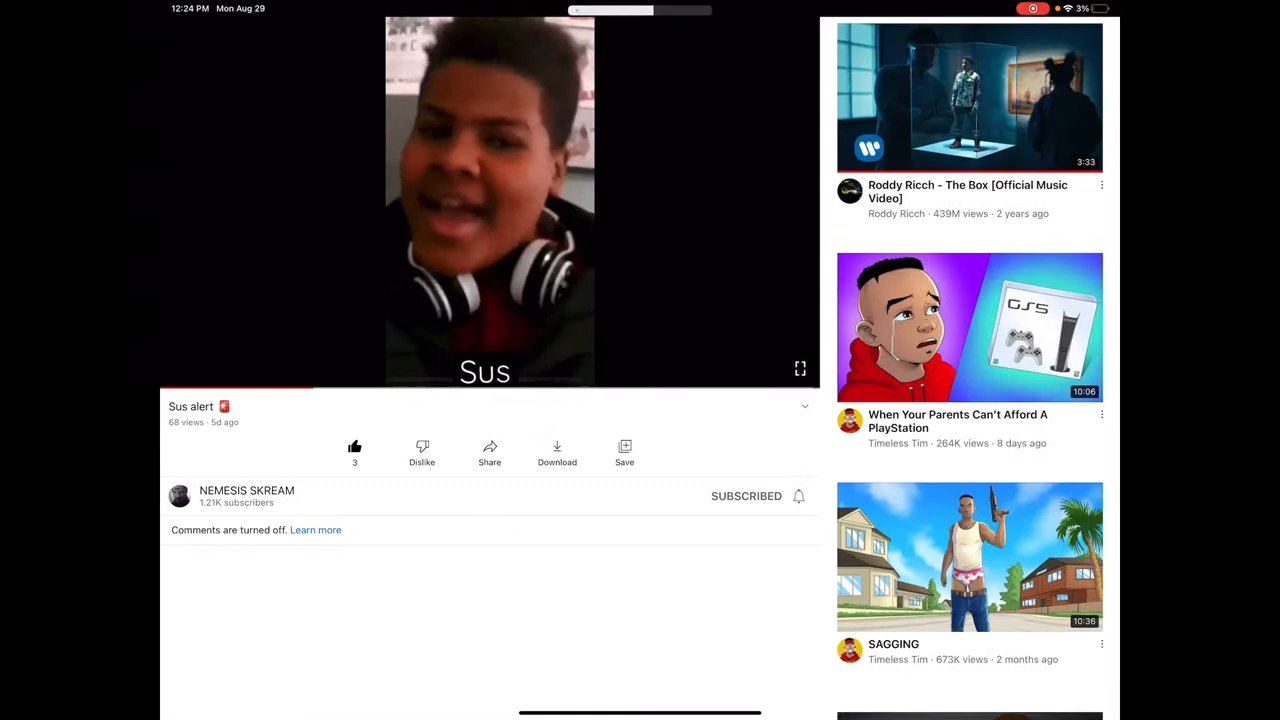 12:24 PM Mon Aug 29
3%
Sus
Sus alert 🚨
68 views · 5d ago
3
Dislike
Share
Download
Save
NEMESIS SKREAM
1.21K subscribers
SUBSCRIBED
Comments are turned off. Learn more
3:33
Roddy Ricch - The Box [Official Music
Video]
Roddy Ricch · 439M views · 2 years ago
GS5
10:06
When Your Parents Can't Afford A
PlayStation
Timeless Tim · 264K views · 8 days ago
10:36
SAGGING
Timeless Tim · 673K views · 2 months ago